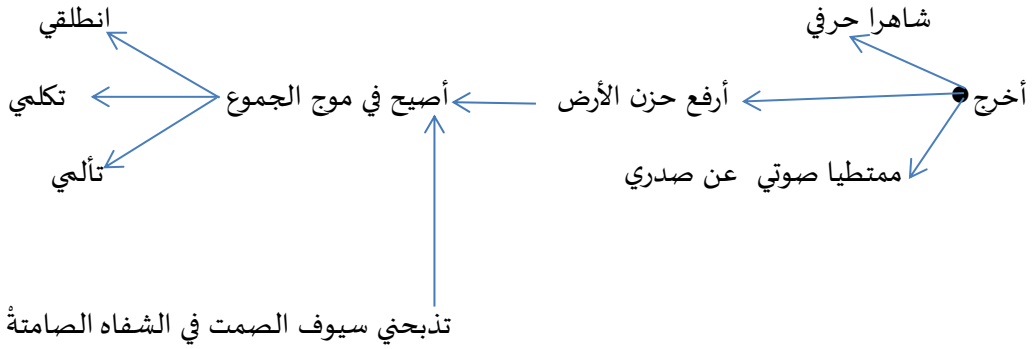 شاهرا حرفي
انطلقي
أخرج
أرفع حزن الأرض
أصيح في موج الجموع
تكلمي
ممتطيا صوتي عن صدري
تألمي
تذبحني سيوف الصمت في الشفاه الصامتةْ